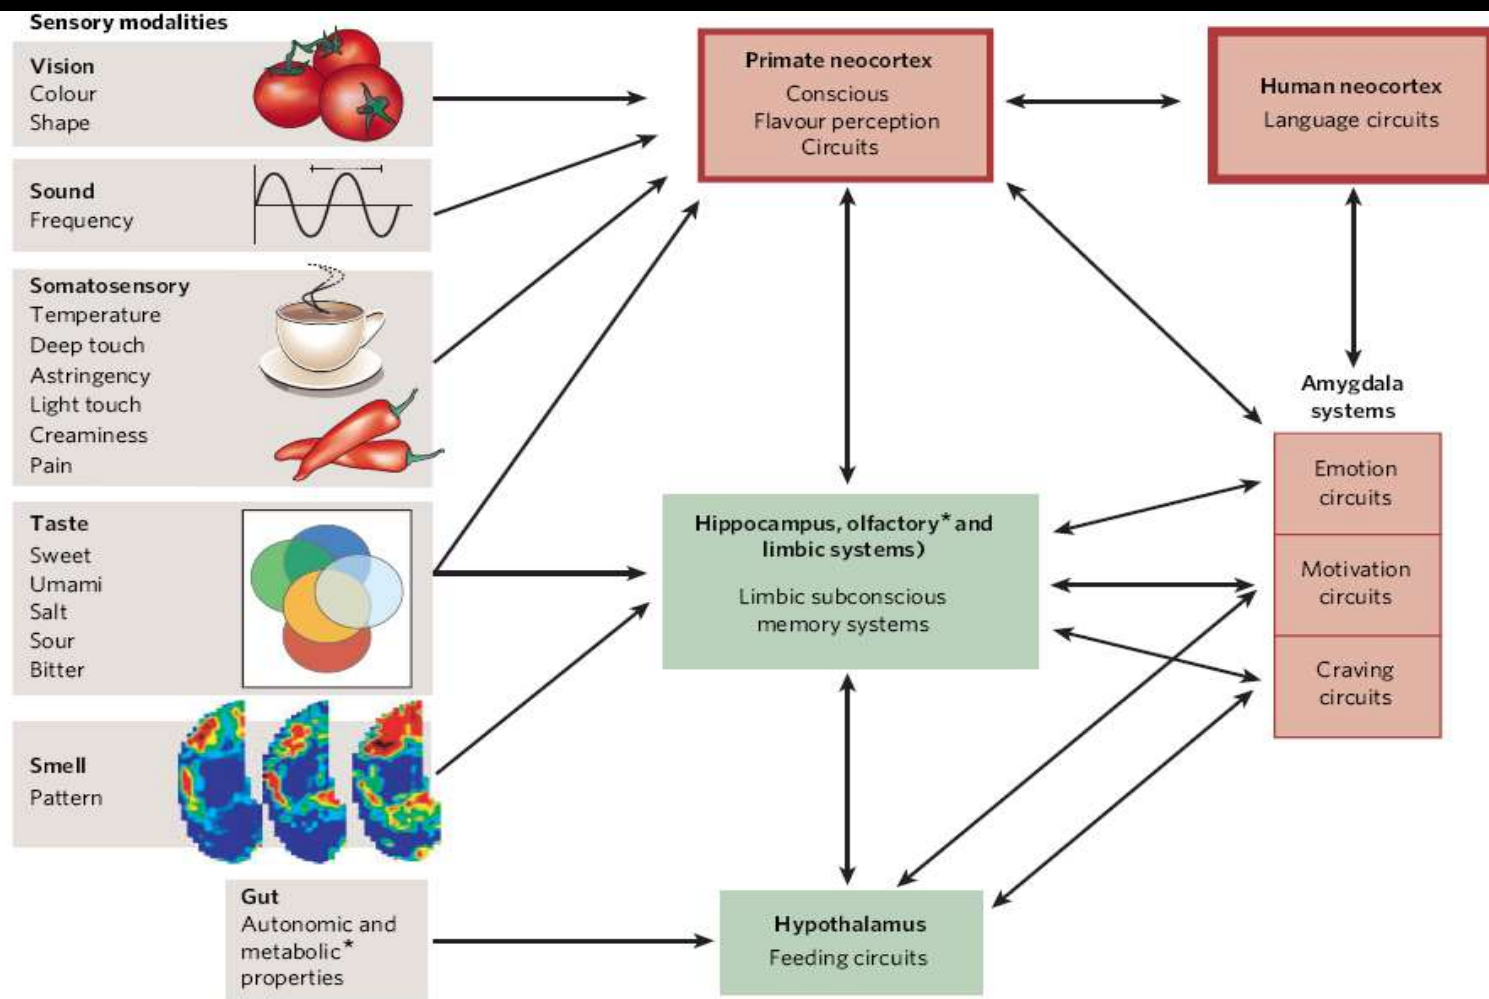 Sensory modalities
Vision
Colour
Shape
Sound
Frequency
Somatosensory
Temperature
Deep touch
Astringency
Light touch
Creaminess
Pain
Taste
Sweet
Umami
Salt
Sour
Bitter
Smell
Pattern
Gut
Autonomic and
metabolic*
properties
Primate neocortex
Conscious
Flavour perception
Circuits
Human neocortex
Language circuits
Hippocampus, olfactory* and
limbic systems)
Limbic subconscious
memory systems
Amygdala
systems
Emotion
circuits
Motivation
circuits
Craving
circuits
Hypothalamus
Feeding circuits